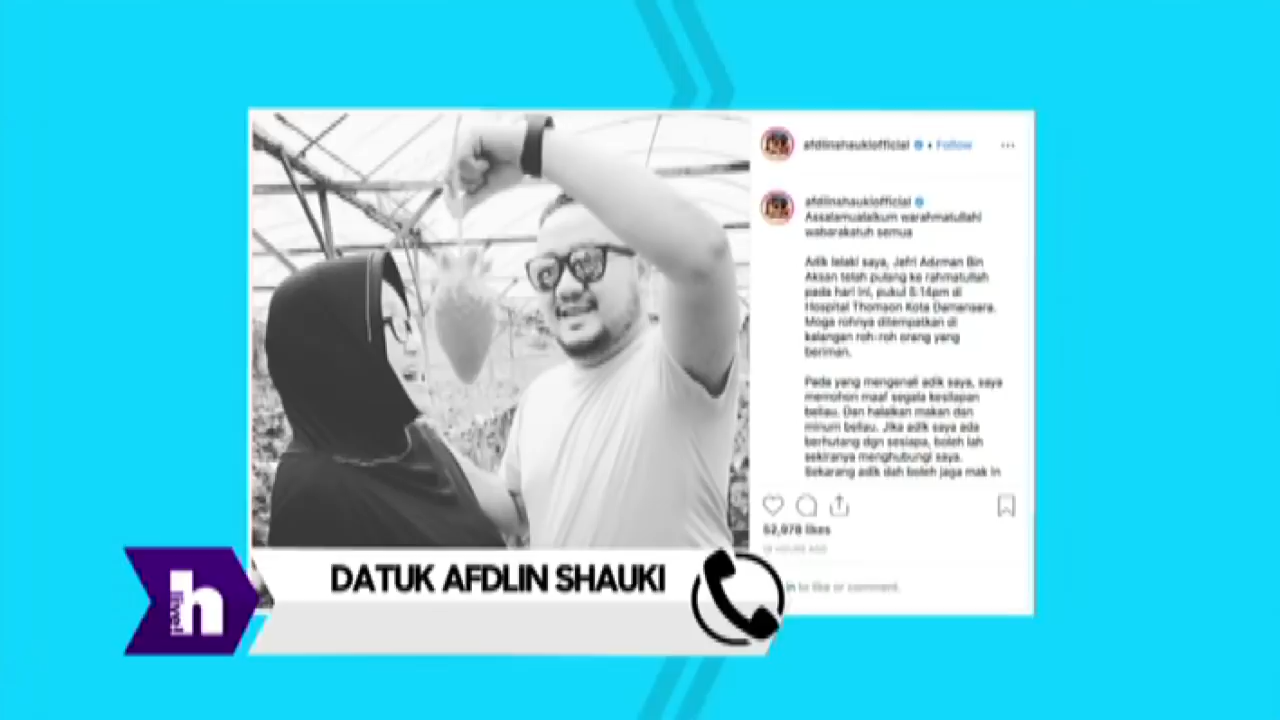 afdlinshaukiofficial • Follow
afdlinshaukiofficial
Assalamualaikum warahmatullahi
wabarakatuh semua
Adik lelaki saya, Jefri Adzman Bin
Aksan telah pulang ke rahmatullah
pada hari ini, pukul 5:14pm di
Hospital Thomson Kota Damansara.
Moga rohnya ditempatkan di
kalangan roh-roh orang yang
beriman.
Pada yang mengenali adik saya, saya
memohon maaf segala kesilapan
beliau. Dan halalkan makan dan
minum beliau. Jika adik saya ada
berhutang dgn sesiapa, boleh lah
sekiranya menghubungi saya.
Sekarang adik dah boleh jaga mak in
52,978 likes
HOURS AGO
in to like or comment.
DATUK AFDLIN SHAUKI
h
live!